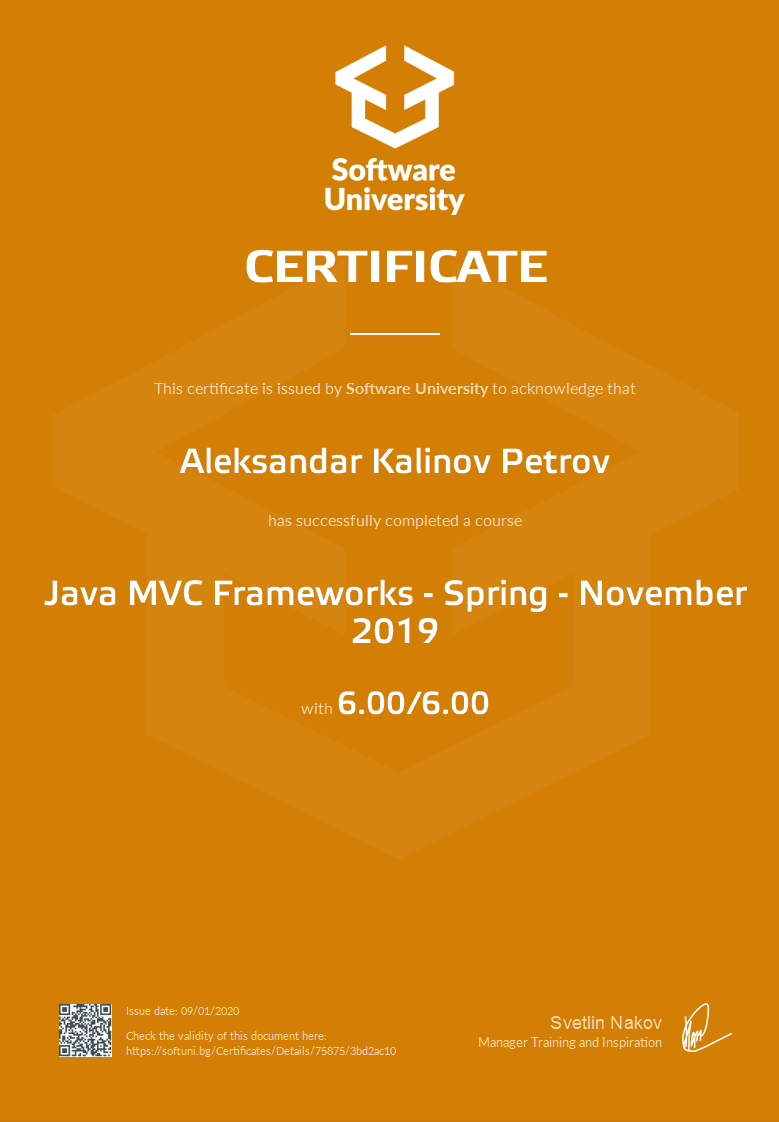 Software
University
CERTIFICATE
This certificate is issued by Software University to acknowledge that
Aleksandar Kalinov Petrov
has successfully completed a course
Java MVC Frameworks - Spring - November
2019
with 6.00/6.00
Issue date: 09/01/2020
Check the validity of this document here:
https://softuni.bg/Certificates/Details/75875/3bd2ac10
Svetlin Nakov
Manager Training and Inspiration